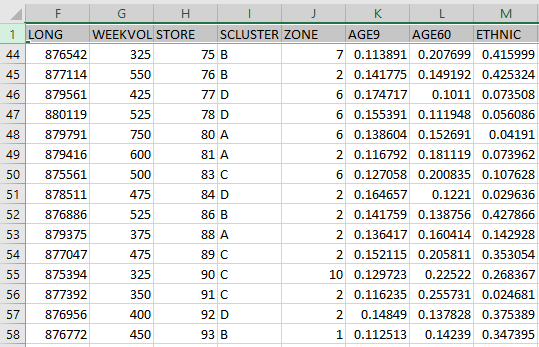 F G H I J K L M
1 LONG WEEKVOL STORE SCLUSTER ZONE AGE9 AGE60 ETHNIC
44 876542 325 75 B 7 0.113891 0.207699 0.415999
45 877114 550 76 B 2 0.141775 0.149192 0.425324
46 879561 425 77 D 6 0.174717 0.1011 0.073508
47 880119 525 78 D 6 0.155391 0.111948 0.056086
48 879791 750 80 A 6 0.138604 0.152691 0.04191
49 879416 600 81 A 2 0.116792 0.181119 0.073962
50 875561 500 83 C 6 0.127058 0.200835 0.107628
51 878511 475 84 D 2 0.164657 0.1221 0.029636
52 876886 525 86 B 2 0.141759 0.138756 0.427866
53 879375 375 88 A 2 0.136417 0.160414 0.142928
54 877047 475 89 C 2 0.152115 0.205811 0.353054
55 875394 325 90 C 10 0.129723 0.22522 0.268367
56 877392 350 91 C 2 0.116235 0.255731 0.024681
57 876956 400 92 D 2 0.14849 0.137828 0.375389
58 876772 450 93 B 1 0.112513 0.14239 0.347395